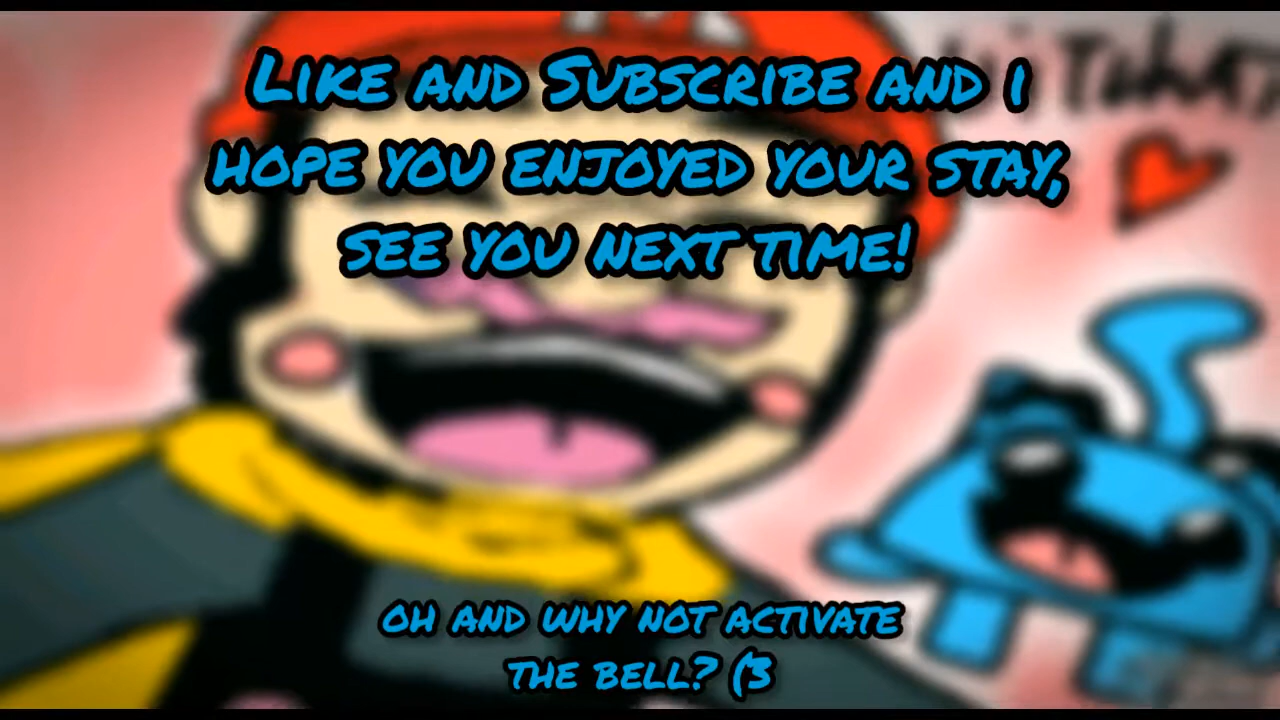 Like and Subscribe and i
hope you enjoyed your stay,
see you next time!
oh and why not activate
the bell? (3